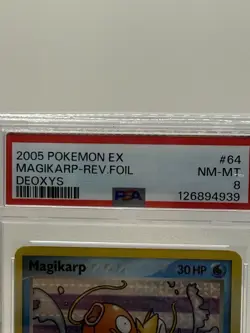 2005 POKEMON EX #64
MAGIKARP-REV.FOIL NM-MT
DEOXYS 8
PSA 126894939
Magikarp 30 HP